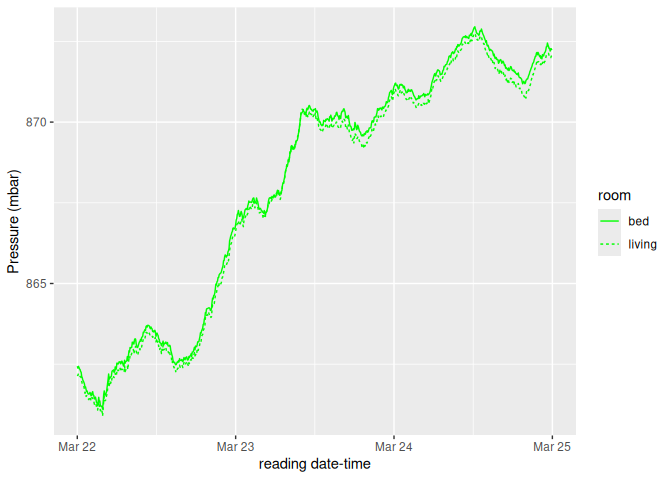 Pressure (mbar)
870
865
Mar 22
Mar 23
Mar 24
Mar 25
reading date-time
room
bed
living